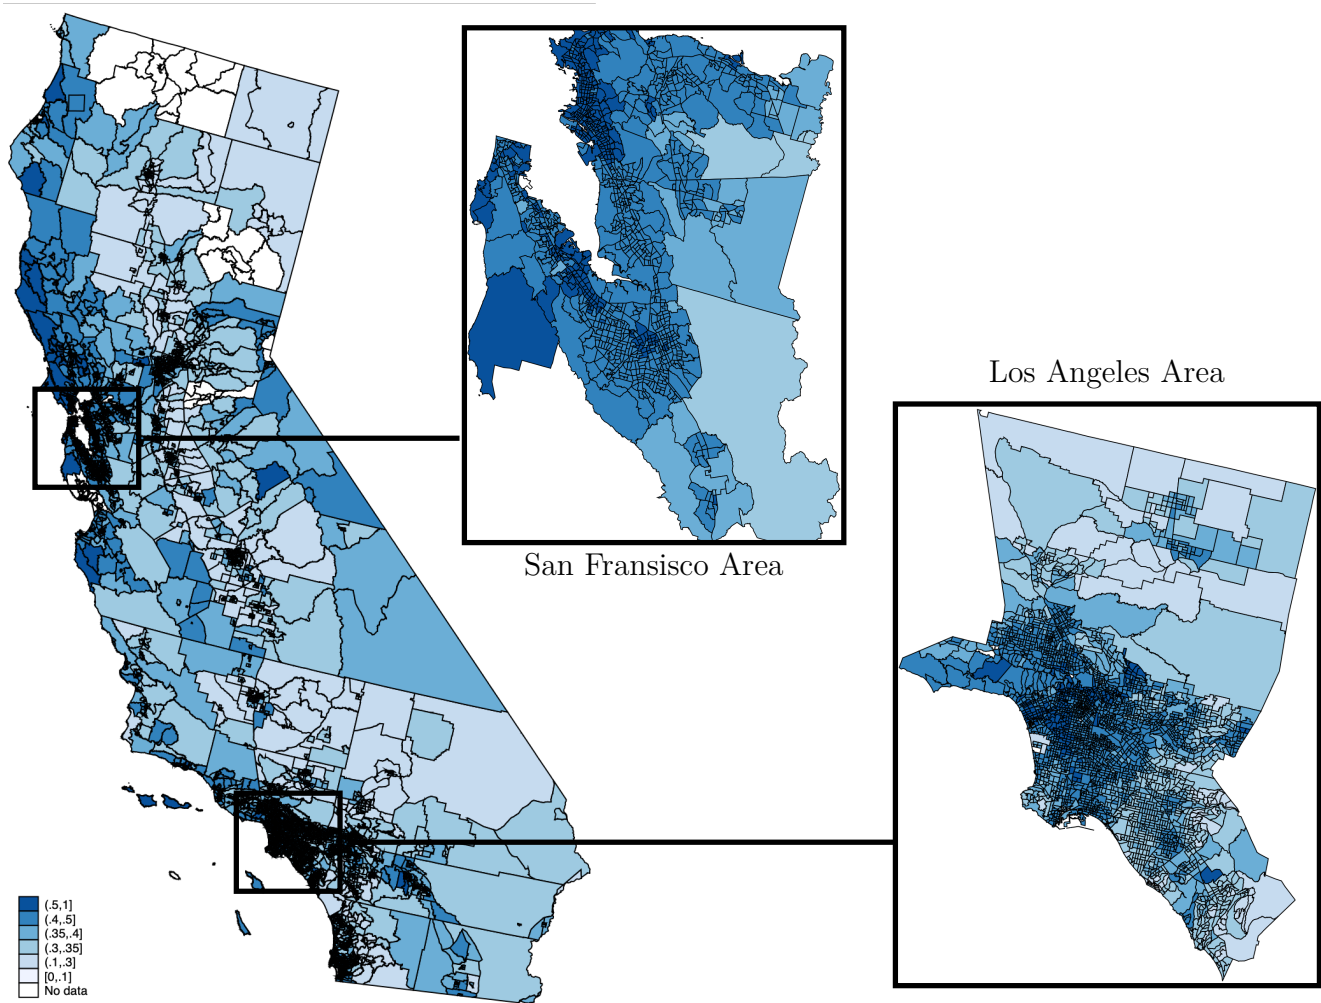 San Fransisco Area
Los Angeles Area
(.5,1]
(.4,.5]
(.35,.4]
(.3,.35]
(.1,.3]
[0,.1]
No data